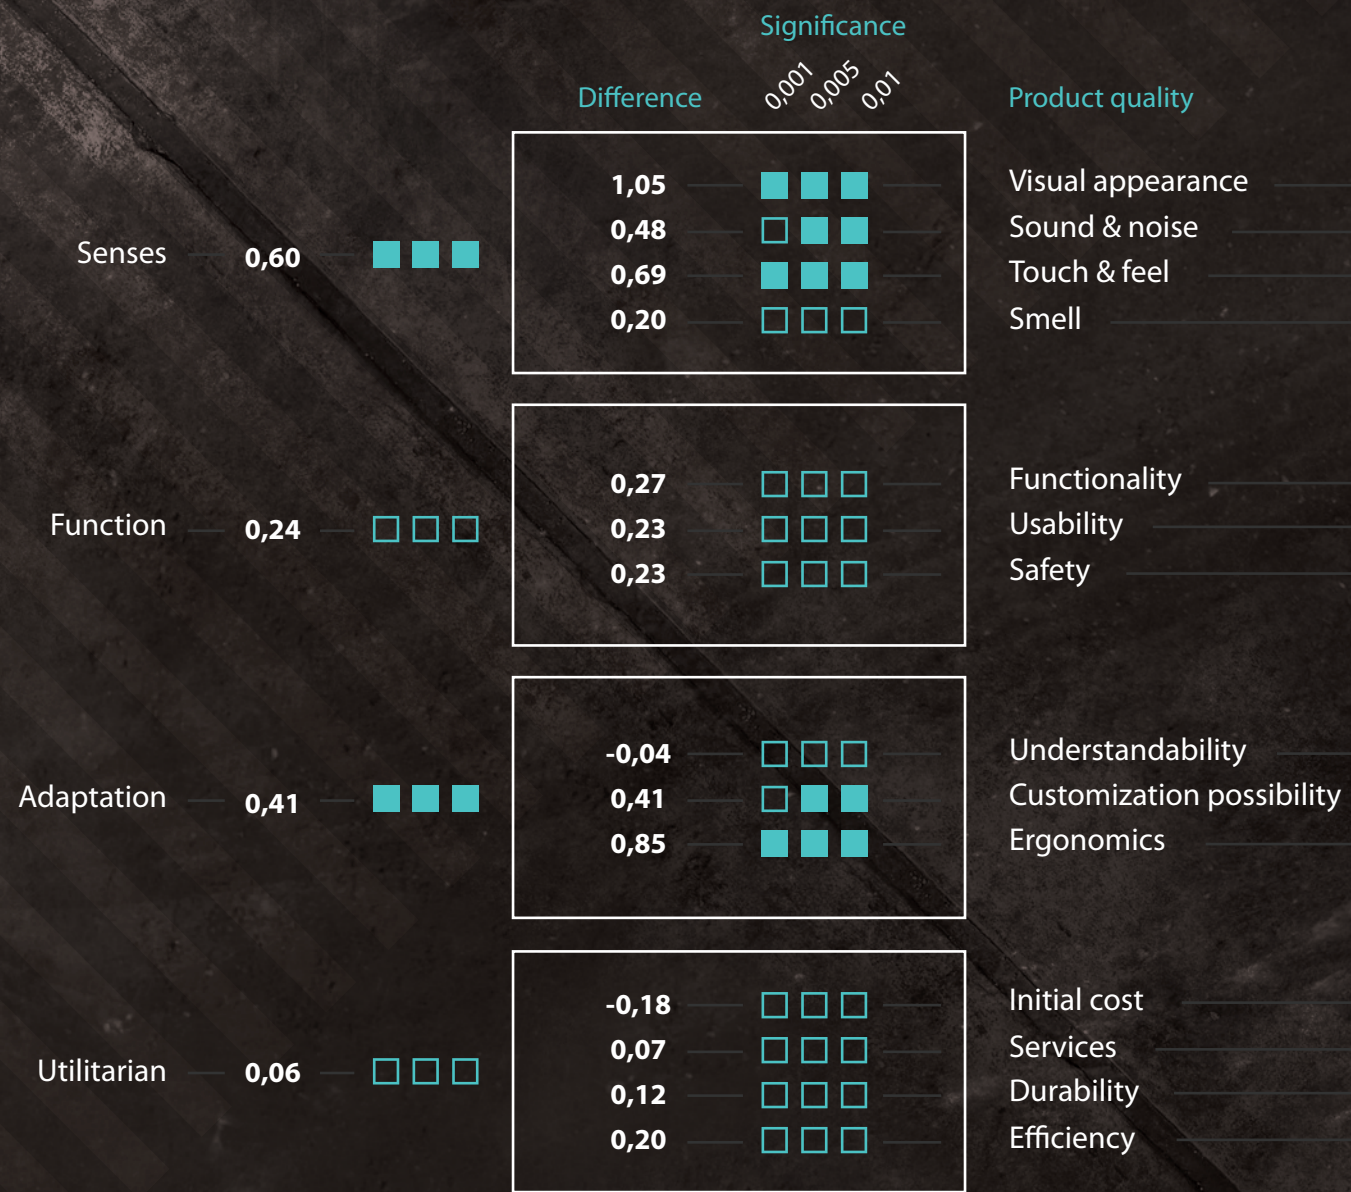 Significance
Difference 0,001 0,005 0,01 Product quality
1,05 Visual appearance
0,48 Sound & noise
Senses 0,60
0,69 Touch & feel
0,20 Smell
0,27 Functionality
Function 0,24
0,23 Usability
0,23 Safety
-0,04 Understandability
Adaptation 0,41
0,41 Customization possibility
0,85 Ergonomics
-0,18 Initial cost
0,07 Services
Utilitarian 0,06
0,12 Durability
0,20 Efficiency